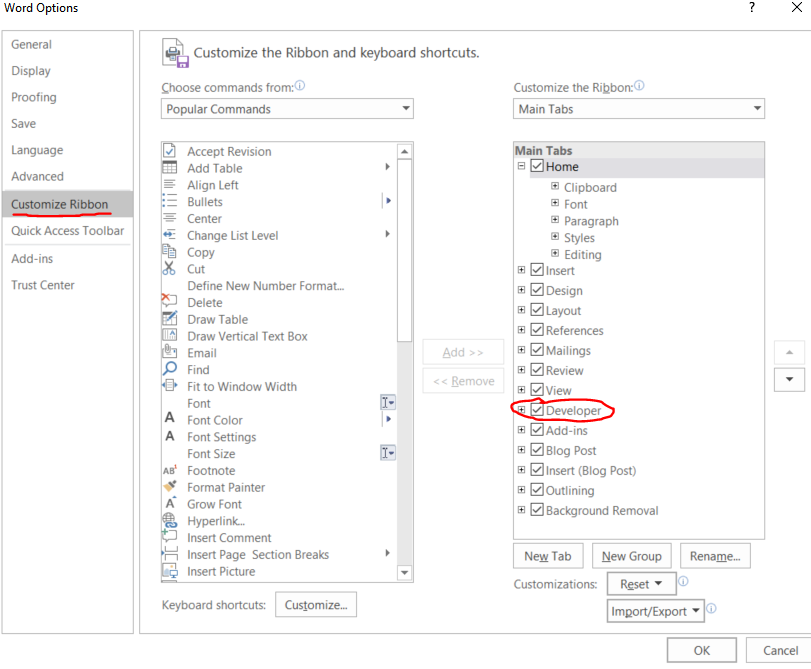 Word Options
?
General
Display
Proofing
Save
Language
Advanced
Customize Ribbon
Quick Access Toolbar
Add-ins
Trust Center
Customize the Ribbon and keyboard shortcuts.
Choose commands from:
Popular Commands
Accept Revision
Add Table
Align Left
Bullets
Center
Change List Level
Copy
Cut
Define New Number Format...
Delete
Draw Table
Draw Vertical Text Box
Email
Find
Fit to Window Width
Font
Font Color
Font Settings
Font Size
Footnote
Format Painter
Grow Font
Hyperlink...
Insert Comment
Insert Page  Section Breaks
Insert Picture
Keyboard shortcuts:
Customize...
Add >>
<< Remove
Customize the Ribbon:
Main Tabs
Main Tabs
Home
Clipboard
Font
Paragraph
Styles
Editing
Insert
Design
Layout
References
Mailings
Review
View
Developer
Add-ins
Blog Post
Insert (Blog Post)
Outlining
Background Removal
New Tab
New Group
Rename...
Customizations:
Reset
Import/Export
OK
Cancel